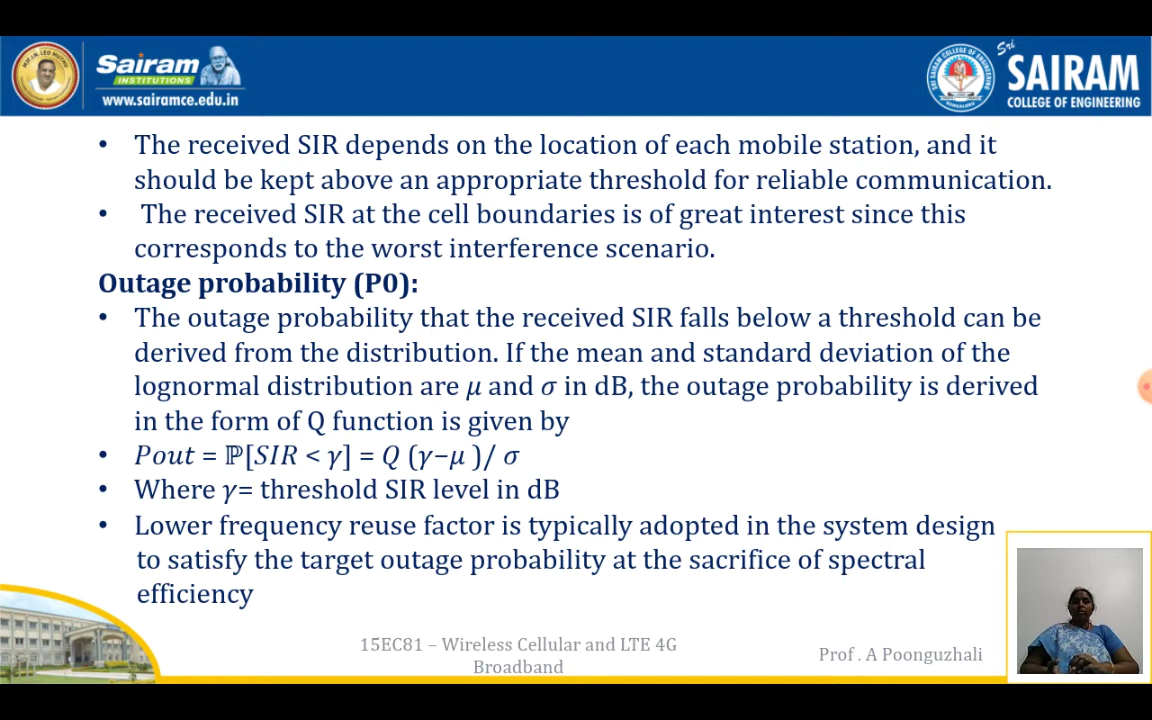 Sairam
INSTITUTIONS
www.sairamce.edu.in
Sri
SAIRAM
COLLEGE OF ENGINEERING
• The received SIR depends on the location of each mobile station, and it
should be kept above an appropriate threshold for reliable communication.
• The received SIR at the cell boundaries is of great interest since this
corresponds to the worst interference scenario.
Outage probability (P0):
• The outage probability that the received SIR falls below a threshold can be
derived from the distribution. If the mean and standard deviation of the
lognormal distribution are μ and σ in dB, the outage probability is derived
in the form of Q function is given by
• Pout = ℙ[SIR < γ] = Q (γ−μ )/ σ
• Where γ= threshold SIR level in dB
• Lower frequency reuse factor is typically adopted in the system design
to satisfy the target outage probability at the sacrifice of spectral
efficiency
15EC81 – Wireless Cellular and LTE 4G
Broadband
Prof . A Poonguzhali